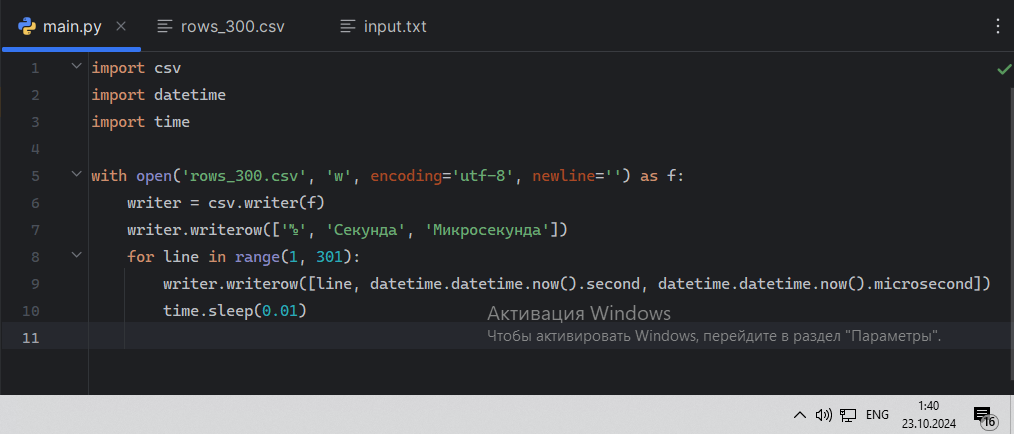 main.py rows_300.csv input.txt
1 import csv
2 import datetime
3 import time
4
5 with open('rows_300.csv', 'w', encoding='utf-8', newline='') as f:
6 writer = csv.writer(f)
7 writer.writerow(['№', 'Секунда', 'Микросекунда'])
8 for line in range(1, 301):
9 writer.writerow([line, datetime.datetime.now().second, datetime.datetime.now().microsecond])
10 time.sleep(0.01)
11
Активация Windows
Чтобы активировать Windows, перейдите в раздел "Параметры".
ENG 1:40
23.10.2024
16